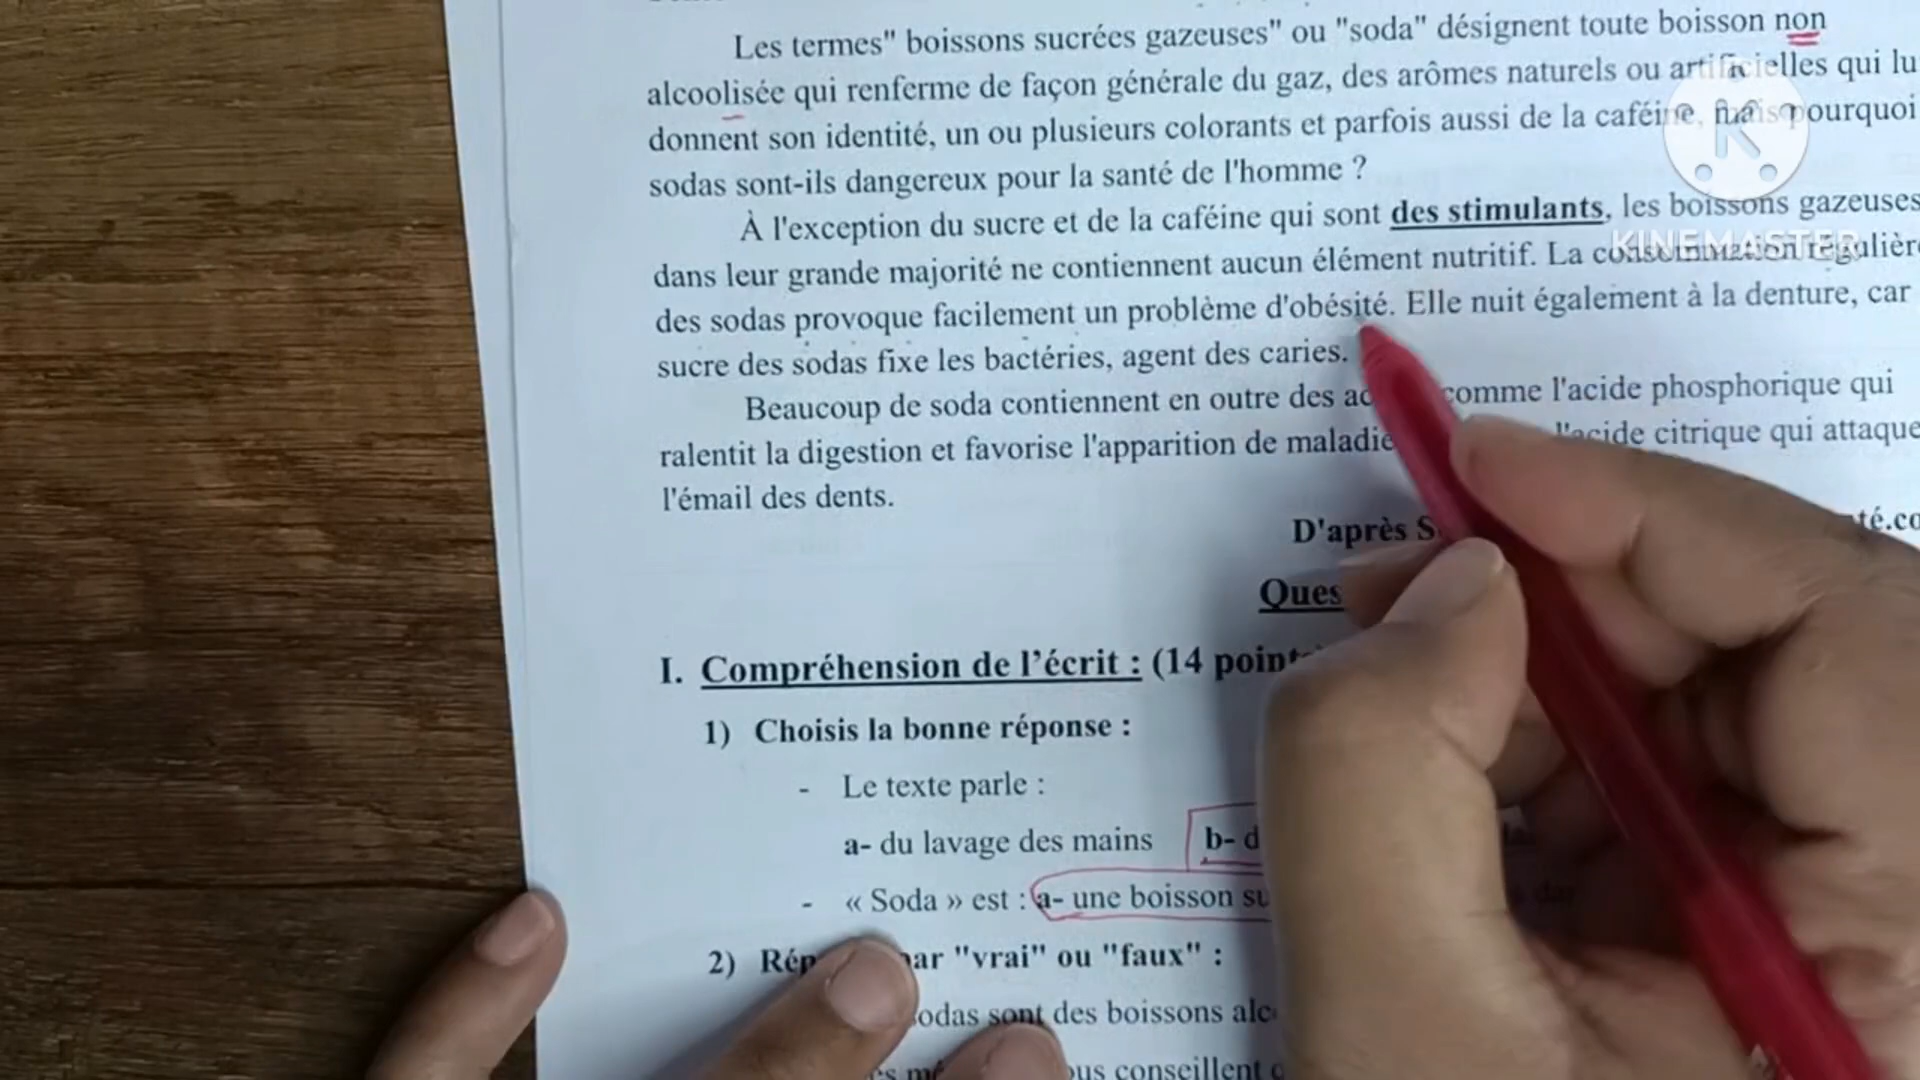 Les termes" boissons sucrées gazeuses" ou "soda" désignent toute boisson non
alcoolisée qui renferme de façon générale du gaz, des arômes naturels ou artificielles qui lu
donnent son identité, un ou plusieurs colorants et parfois aussi de la caféine, mais pourquoi
sodas sont-ils dangereux pour la santé de l'homme ?
À l'exception du sucre et de la caféine qui sont des stimulants, les boissons gazeuses
dans leur grande majorité ne contiennent aucun élément nutritif. La consommation régulière
des sodas provoque facilement un problème d'obésité. Elle nuit également à la denture, car
sucre des sodas fixe les bactéries, agent des caries.
Beaucoup de soda contiennent en outre des ac comme l'acide phosphorique qui
ralentit la digestion et favorise l'apparition de maladie l'acide citrique qui attaque
l'émail des dents.
D'après S té.co
Ques
I. Compréhension de l'écrit : (14 point
1) Choisis la bonne réponse :
- Le texte parle :
a- du lavage des mains b- d
- « Soda » est : a- une boisson su
2) Rép par "vrai" ou "faux" :
odas sont des boissons alc
ous conseillent
K
KINEMASTER